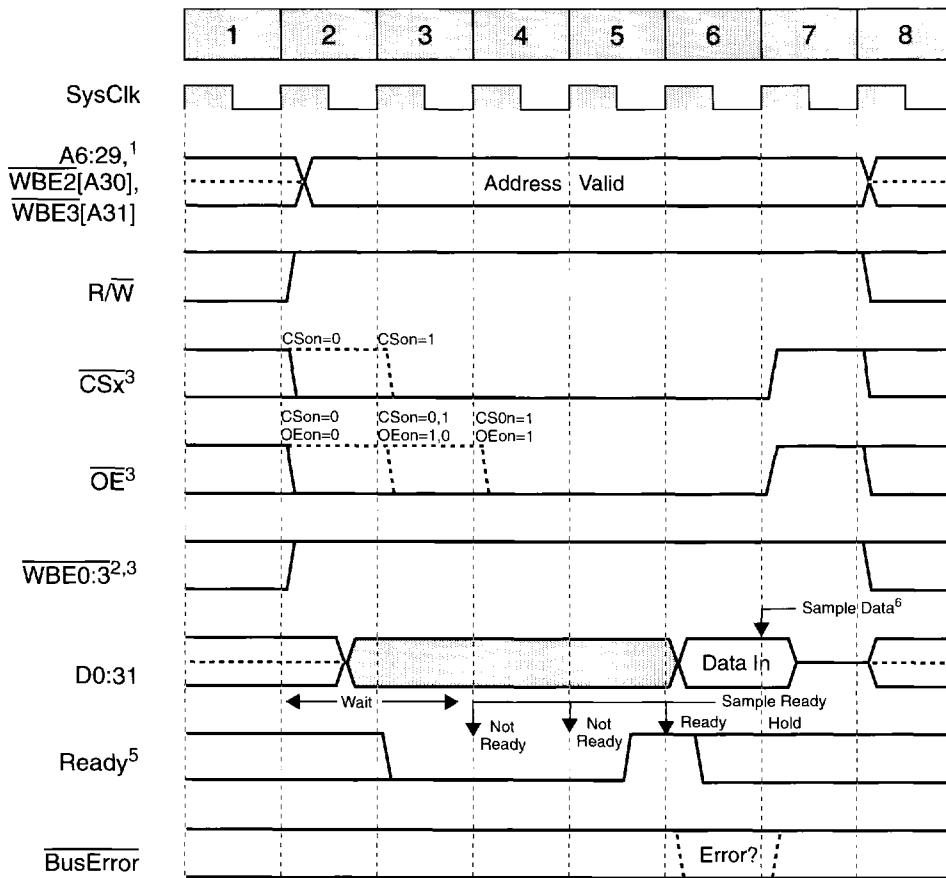 1 2 3 4 5 6 7 8
SysClk
A6:29,1
WBE2[A30],
WBE3[A31]
Address Valid
R/W
CSon=0 CSon=1
CSx3
CSon=0 CSon=0,1 CS0n=1
OEon=0 OEon=1,0 OEon=1
OE3
WBE0:32,3
Sample Data6
D0:31
Data In
Wait Sample Ready
Not Ready
Not Ready
Ready
Hold
Ready5
BusError
Error?